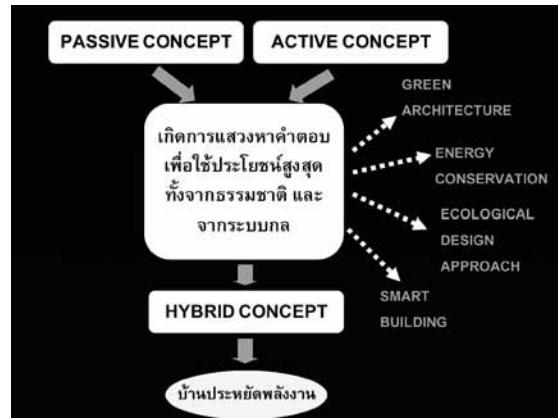 PASSIVE CONCEPT
ACTIVE CONCEPT
เกิดการแสวงหาคำตอบ
เพื่อใช้ประโยชน์สูงสุด
ทั้งจากธรรมชาติ และ
จากระบบกล
GREEN
ARCHITECTURE
ENERGY
CONSERVATION
ECOLOGICAL
DESIGN
APPROACH
SMART
BUILDING
HYBRID CONCEPT
บ้านประหยัดพลังงาน